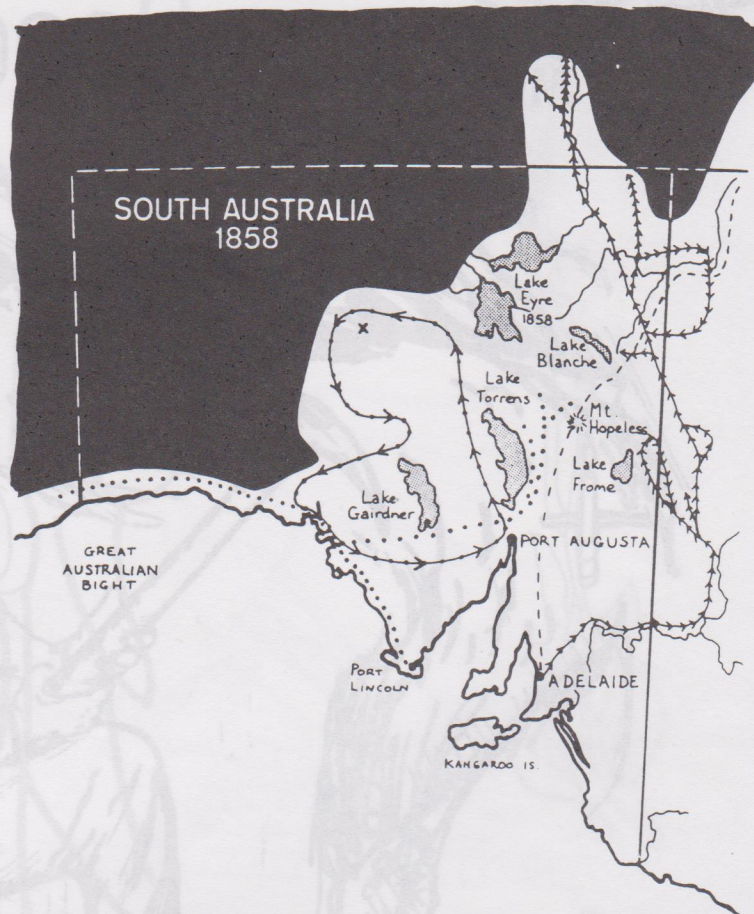 SOUTH AUSTRALIA
1858
Lake
Eyre
1858
Lake
Blanche
Lake
Torrens
Mt.
Hopeless
Lake
Frome
Lake
Gairdner
x
PORT AUGUSTA
GREAT
AUSTRALIAN
BIGHT
PORT
LINCOLN
ADELAIDE
KANGAROO IS.